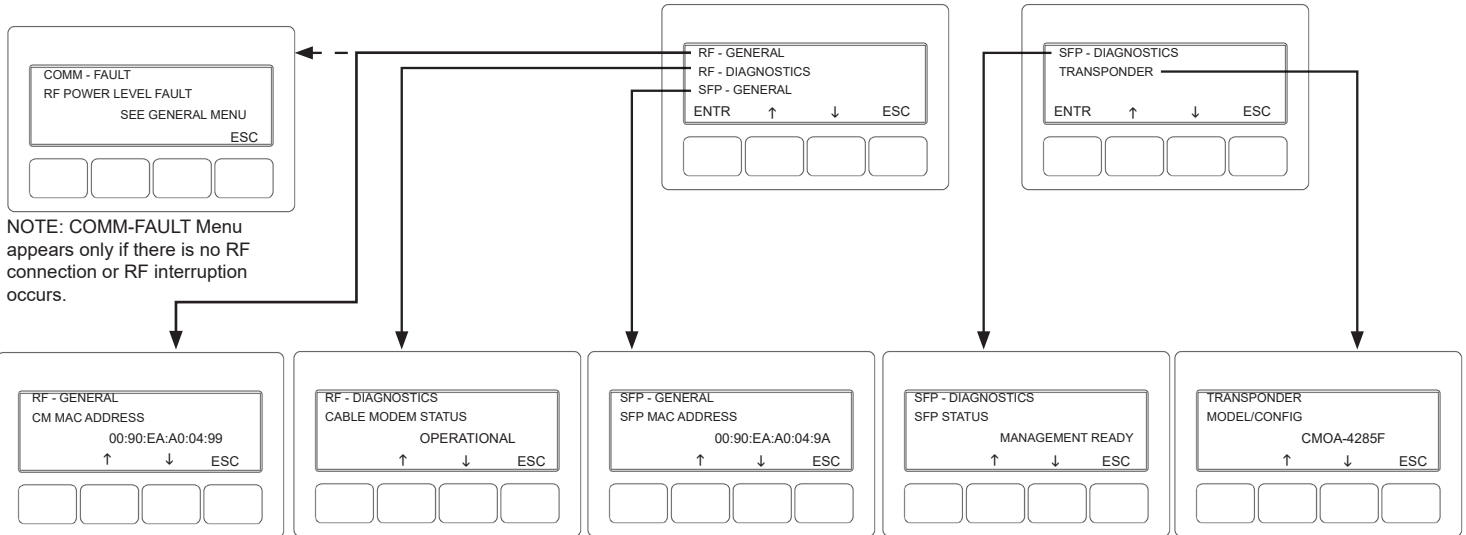 COMM - FAULT
RF POWER LEVEL FAULT
SEE GENERAL MENU
ESC
NOTE: COMM-FAULT Menu
appears only if there is no RF
connection or RF interruption
occurs.
RF - GENERAL
RF - DIAGNOSTICS
SFP - GENERAL
ENTR ↑ ↓ ESC
SFP - DIAGNOSTICS
TRANSPONDER
ENTR ↑ ↓ ESC
RF - GENERAL
CM MAC ADDRESS
00:90:EA:A0:04:99
↑ ↓ ESC
RF - DIAGNOSTICS
CABLE MODEM STATUS
OPERATIONAL
↑ ↓ ESC
SFP - GENERAL
SFP MAC ADDRESS
00:90:EA:A0:04:9A
↑ ↓ ESC
SFP - DIAGNOSTICS
SFP STATUS
MANAGEMENT READY
↑ ↓ ESC
TRANSPONDER
MODEL/CONFIG
CMOA-4285F
↑ ↓ ESC